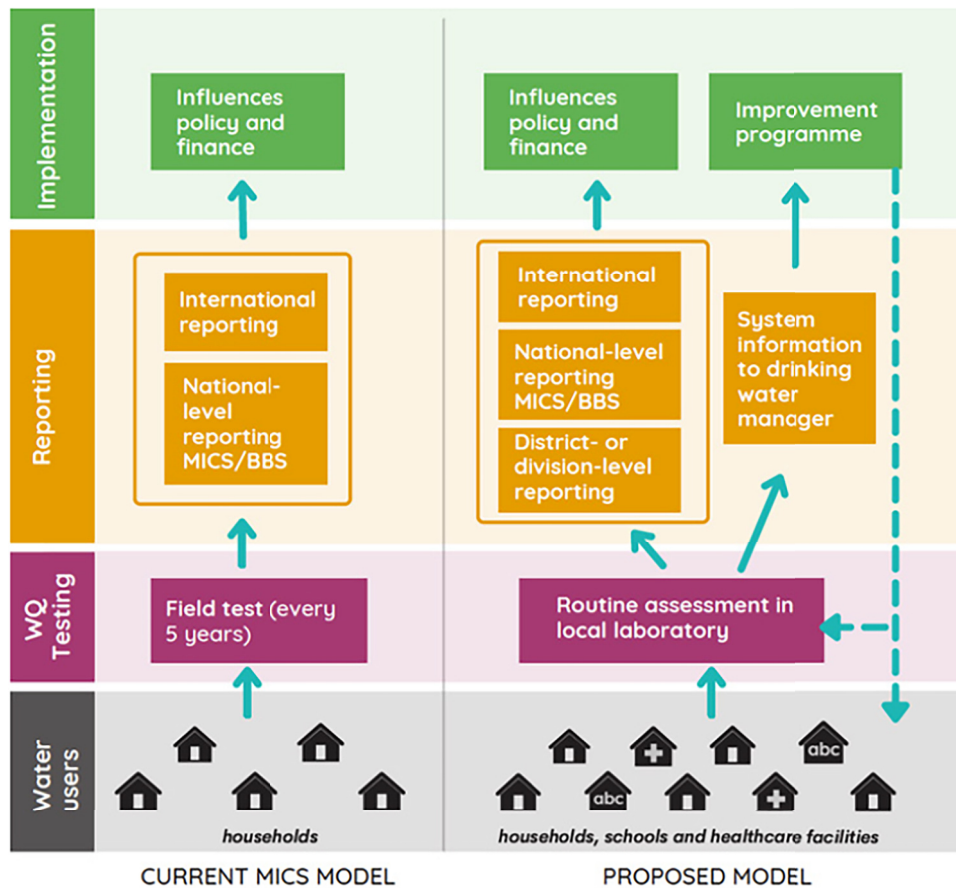 Implementation
Influences
policy and
finance
Influences
policy and
finance
Improvement
programme
Reporting
International
reporting
National-
level
reporting
MICS/BBS
International
reporting
National-level
reporting
MICS/BBS
District- or
division-level
reporting
System
information
to drinking
water
manager
WQ
Testing
Field test (every
5 years)
Routine assessment in
local laboratory
Water
users
abc
abc
households
households, schools and healthcare facilities
CURRENT MICS MODEL
PROPOSED MODEL